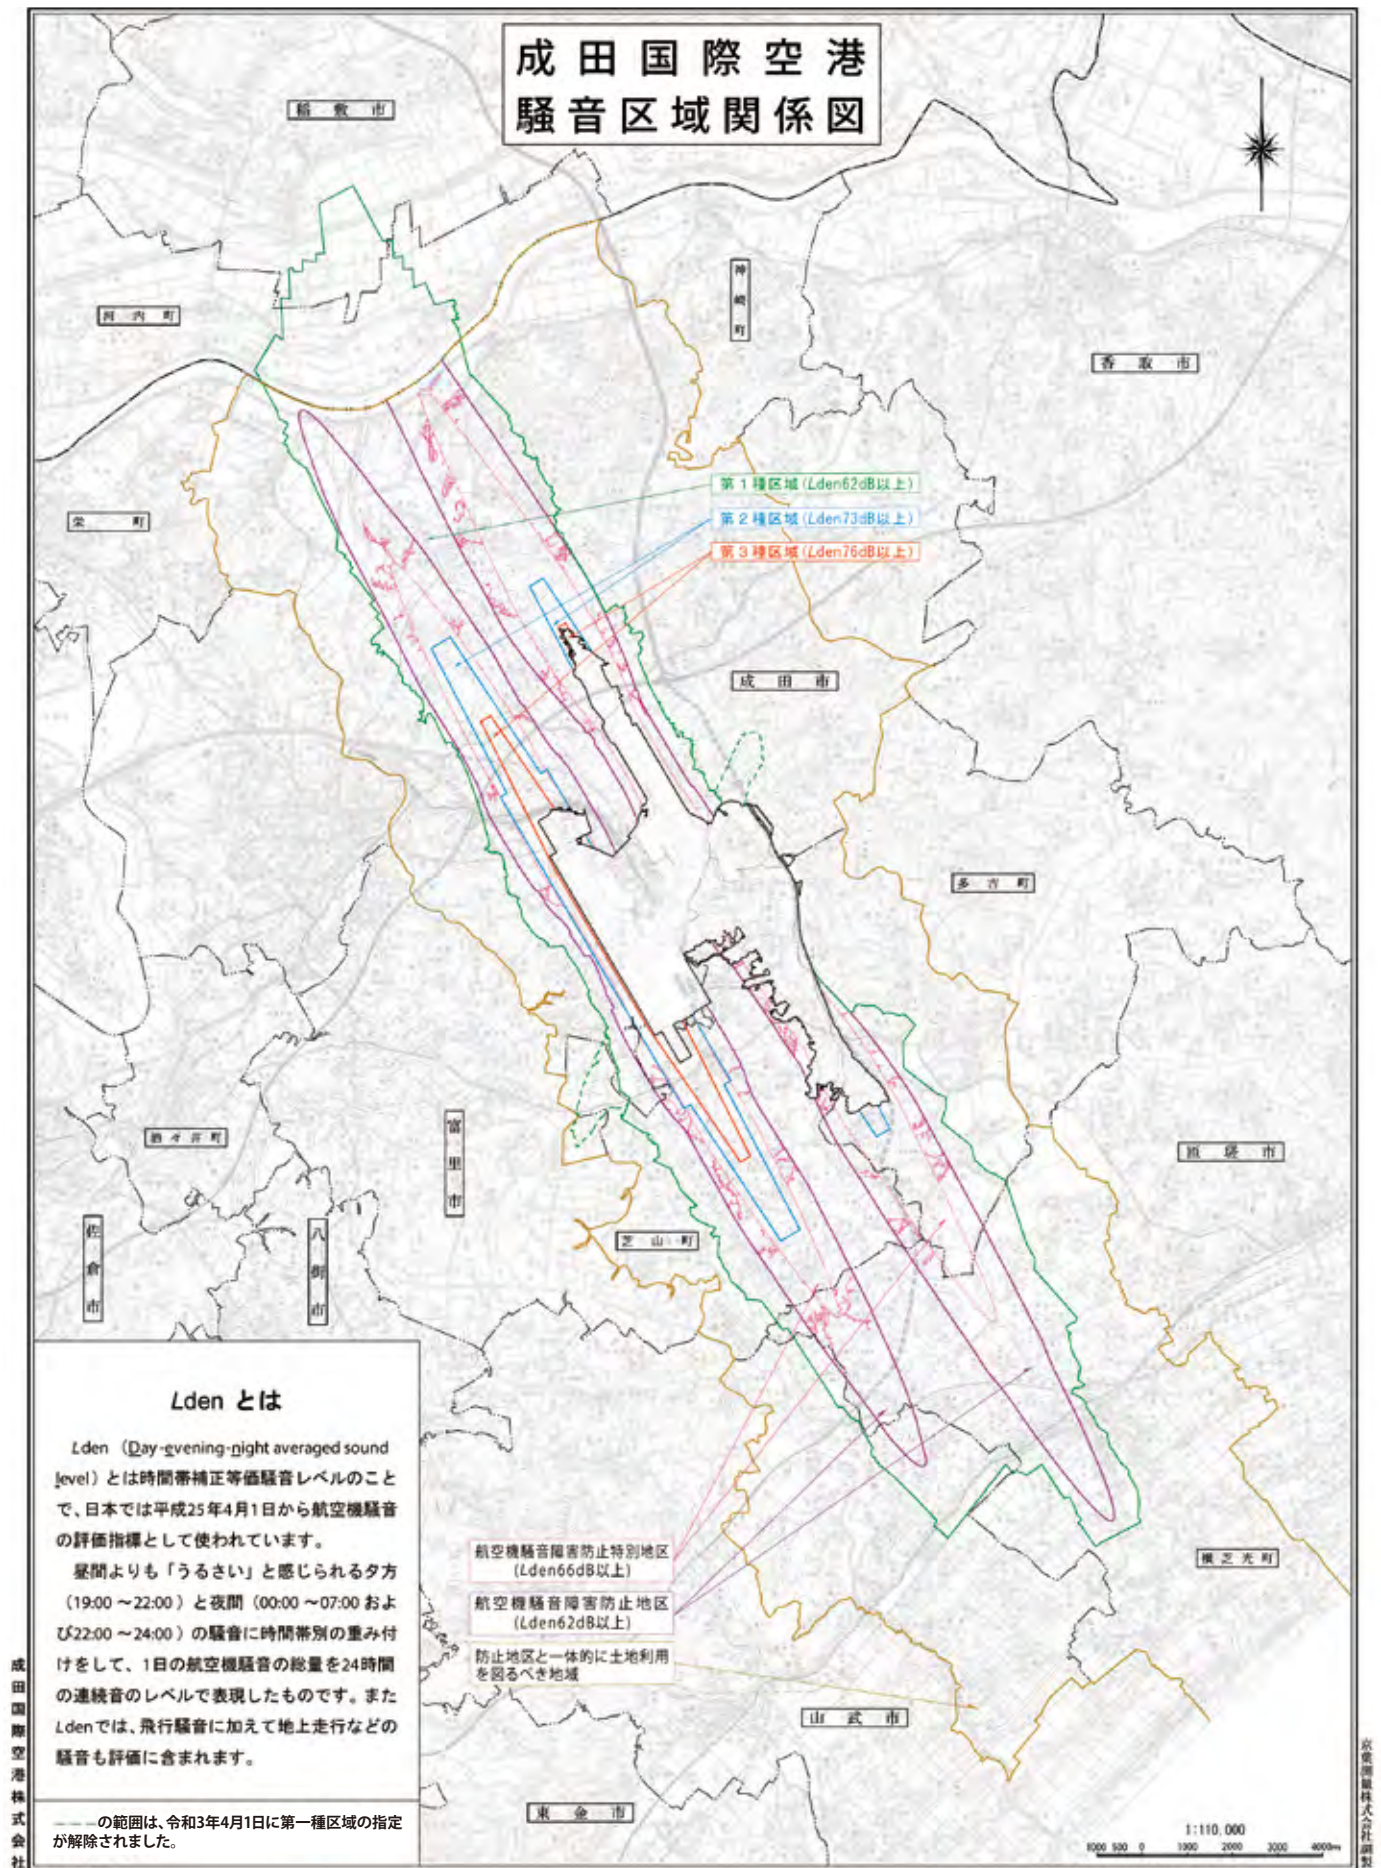 成田国際空港
騒音区域関係図
稲敷市
神崎町
河内町
香取市
第1種区域(Lden62dB以上)
第2種区域(Lden73dB以上)
第3種区域(Lden76dB以上)
栄町
成田市
多古町
富里市
酒々井町
匝瑳市
佐倉市
八街市
芝山町
Lden とは
Lden (Day-evening-night averaged sound
level)とは時間帯補正等価騒音レベルのこと
で、日本では平成25年4月1日から航空機騒音
の評価指標として使われています。
昼間よりも「うるさい」と感じられる夕方
(19:00～22:00)と夜間(00:00～07:00 およ
び22:00～24:00)の騒音に時間帯別の重み付
けをして、1日の航空機騒音の総量を24時間
の連続音のレベルで表現したものです。また
Ldenでは、飛行騒音に加えて地上走行などの
騒音も評価に含まれます。
の範囲は、令和3年4月1日に第一種区域の指定
が解除されました。
航空機騒音障害防止特別地区
(Lden66dB以上)
航空機騒音障害防止地区
(Lden62dB以上)
防止地区と一体的に土地利用
を図るべき地域
横芝光町
山武市
東金市
1:110,000
1000 500 0 1000 2000 3000 4000m
成田国際空港株式会社
京葉測量株式会社調製